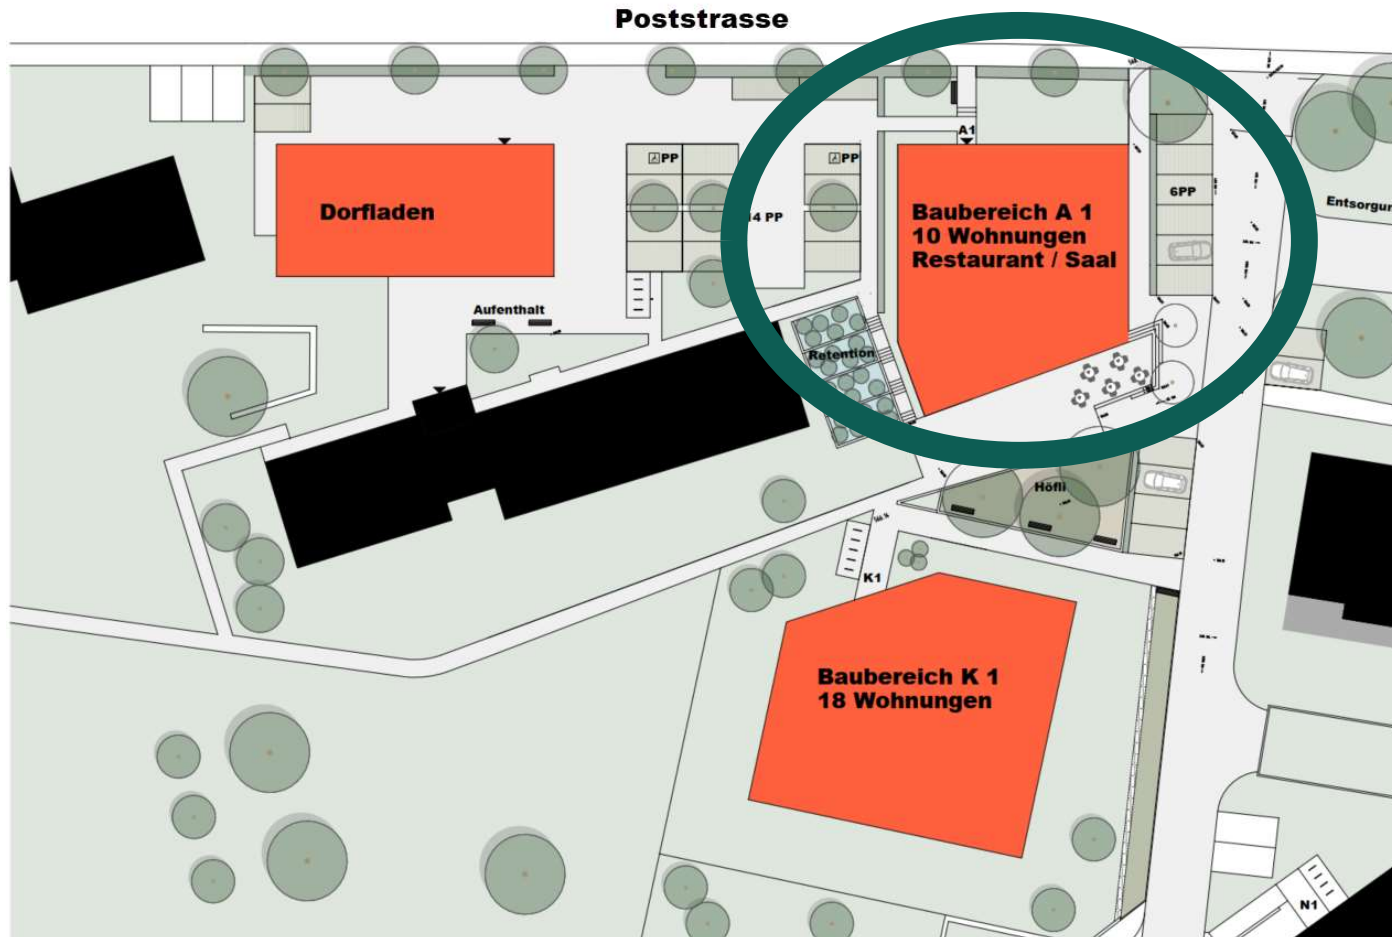 Poststrasse
A1
PP
PP
6PP
Dorfladen
14 PP
Baubereich A 1
10 Wohnungen
Restaurant / Saal
Aufenthalt
Retention
Höfli
K1
Baubereich K 1
18 Wohnungen
N1